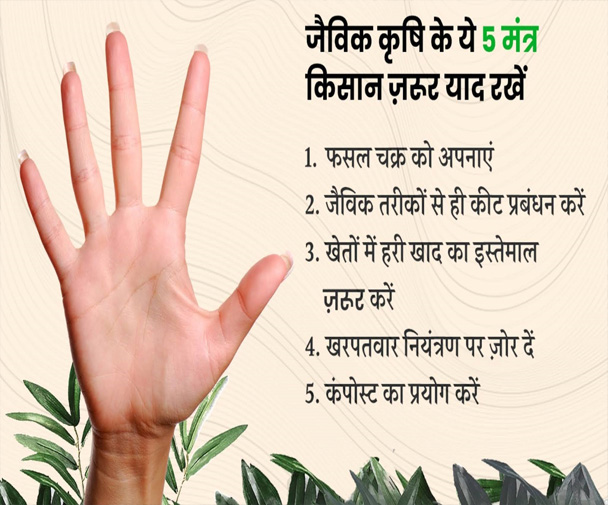 जैविक कृषि के ये 5 मंत्र
किसान ज़रूर याद रखें
1. फसल चक्र को अपनाएं
2. जैविक तरीकों से ही कीट प्रबंधन करें
3. खेतों में हरी खाद का इस्तेमाल
ज़रूर करें
4. खरपतवार नियंत्रण पर ज़ोर दें
5. कंपोस्ट का प्रयोग करें